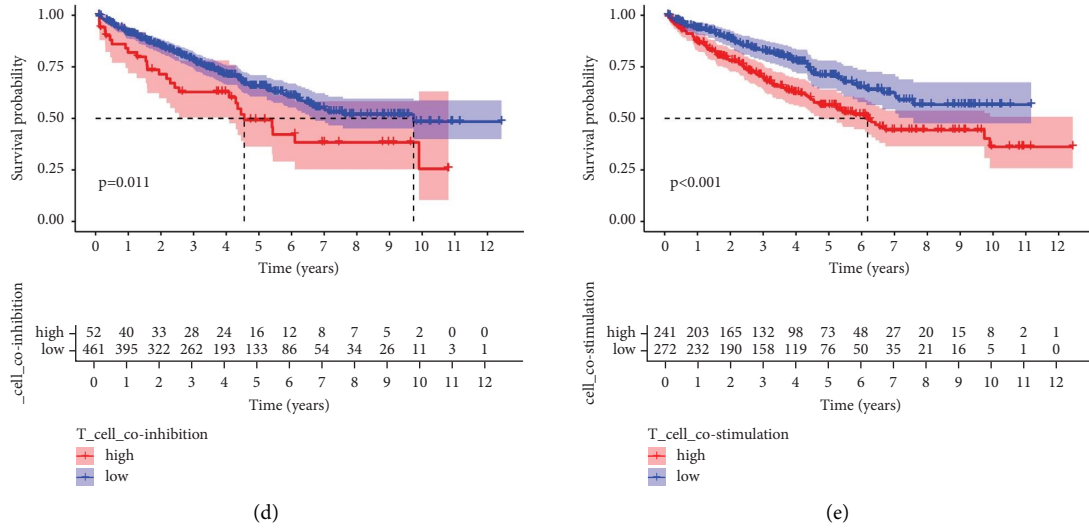 1.00
0.75
0.50
0.25
0.00
Survival probability
p=0.011
0 1 2 3 4 5 6 7 8 9 10 11 12
Time (years)
_cell_co-inhibition
high 52 40 33 28 24 16 12 8 7 5 2 0 0
low 461 395 322 262 193 133 86 54 34 26 11 3 1
0 1 2 3 4 5 6 7 8 9 10 11 12
Time (years)
T_cell_co-inhibition
high
low
(d)
1.00
0.75
0.50
0.25
0.00
Survival probability
p<0.001
0 1 2 3 4 5 6 7 8 9 10 11 12
Time (years)
cell_co-stimulation
high 241 203 165 132 98 73 48 27 20 15 8 2 1
low 272 232 190 158 119 76 50 35 21 16 5 1 0
0 1 2 3 4 5 6 7 8 9 10 11 12
Time (years)
T_cell_co-stimulation
high
low
(e)